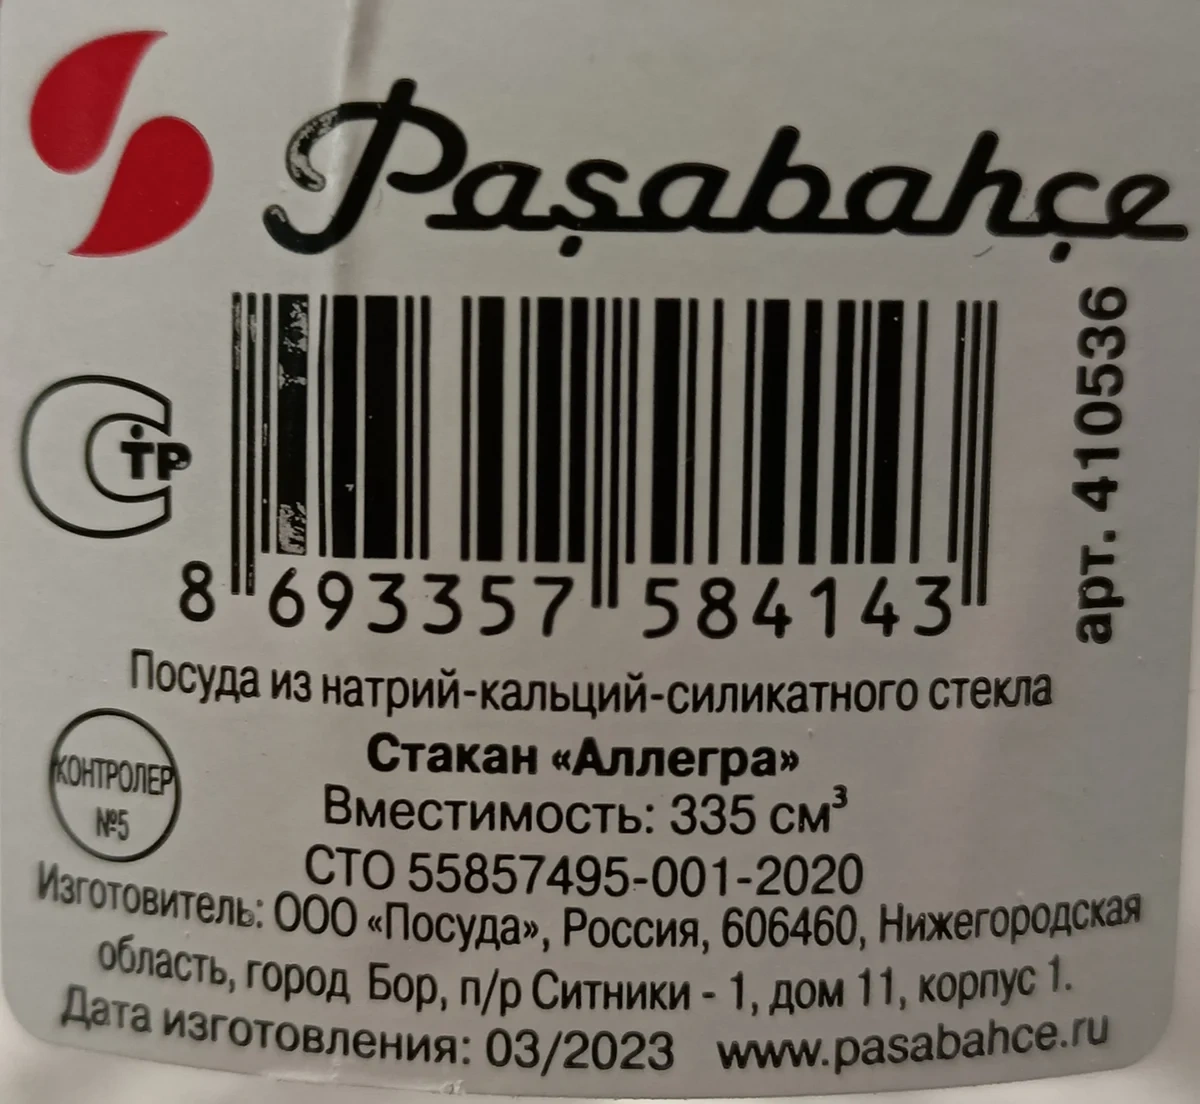 Paşabahçe
арт. 410536
СТР
8 693357 584143
Посуда из натрий-кальций-силикатного стекла
Стакан «Аллегра»
КОНТРОЛЕР
№5
Вместимость: 335 см³
СТО 55857495-001-2020
Изготовитель: ООО «Посуда», Россия, 606460, Нижегородская
область, город Бор, п/р Ситники - 1, дом 11, корпус 1.
Дата изготовления: 03/2023 www.pasabahce.ru